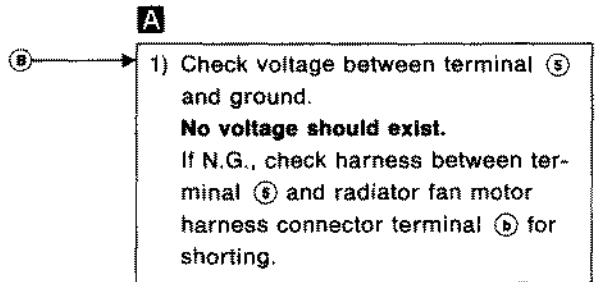 A
B
1) Check voltage between terminal ⑤
and ground.
No voltage should exist.
If N.G., check harness between ter-
minal ⑤ and radiator fan motor
harness connector terminal ⓑ for
shorting.